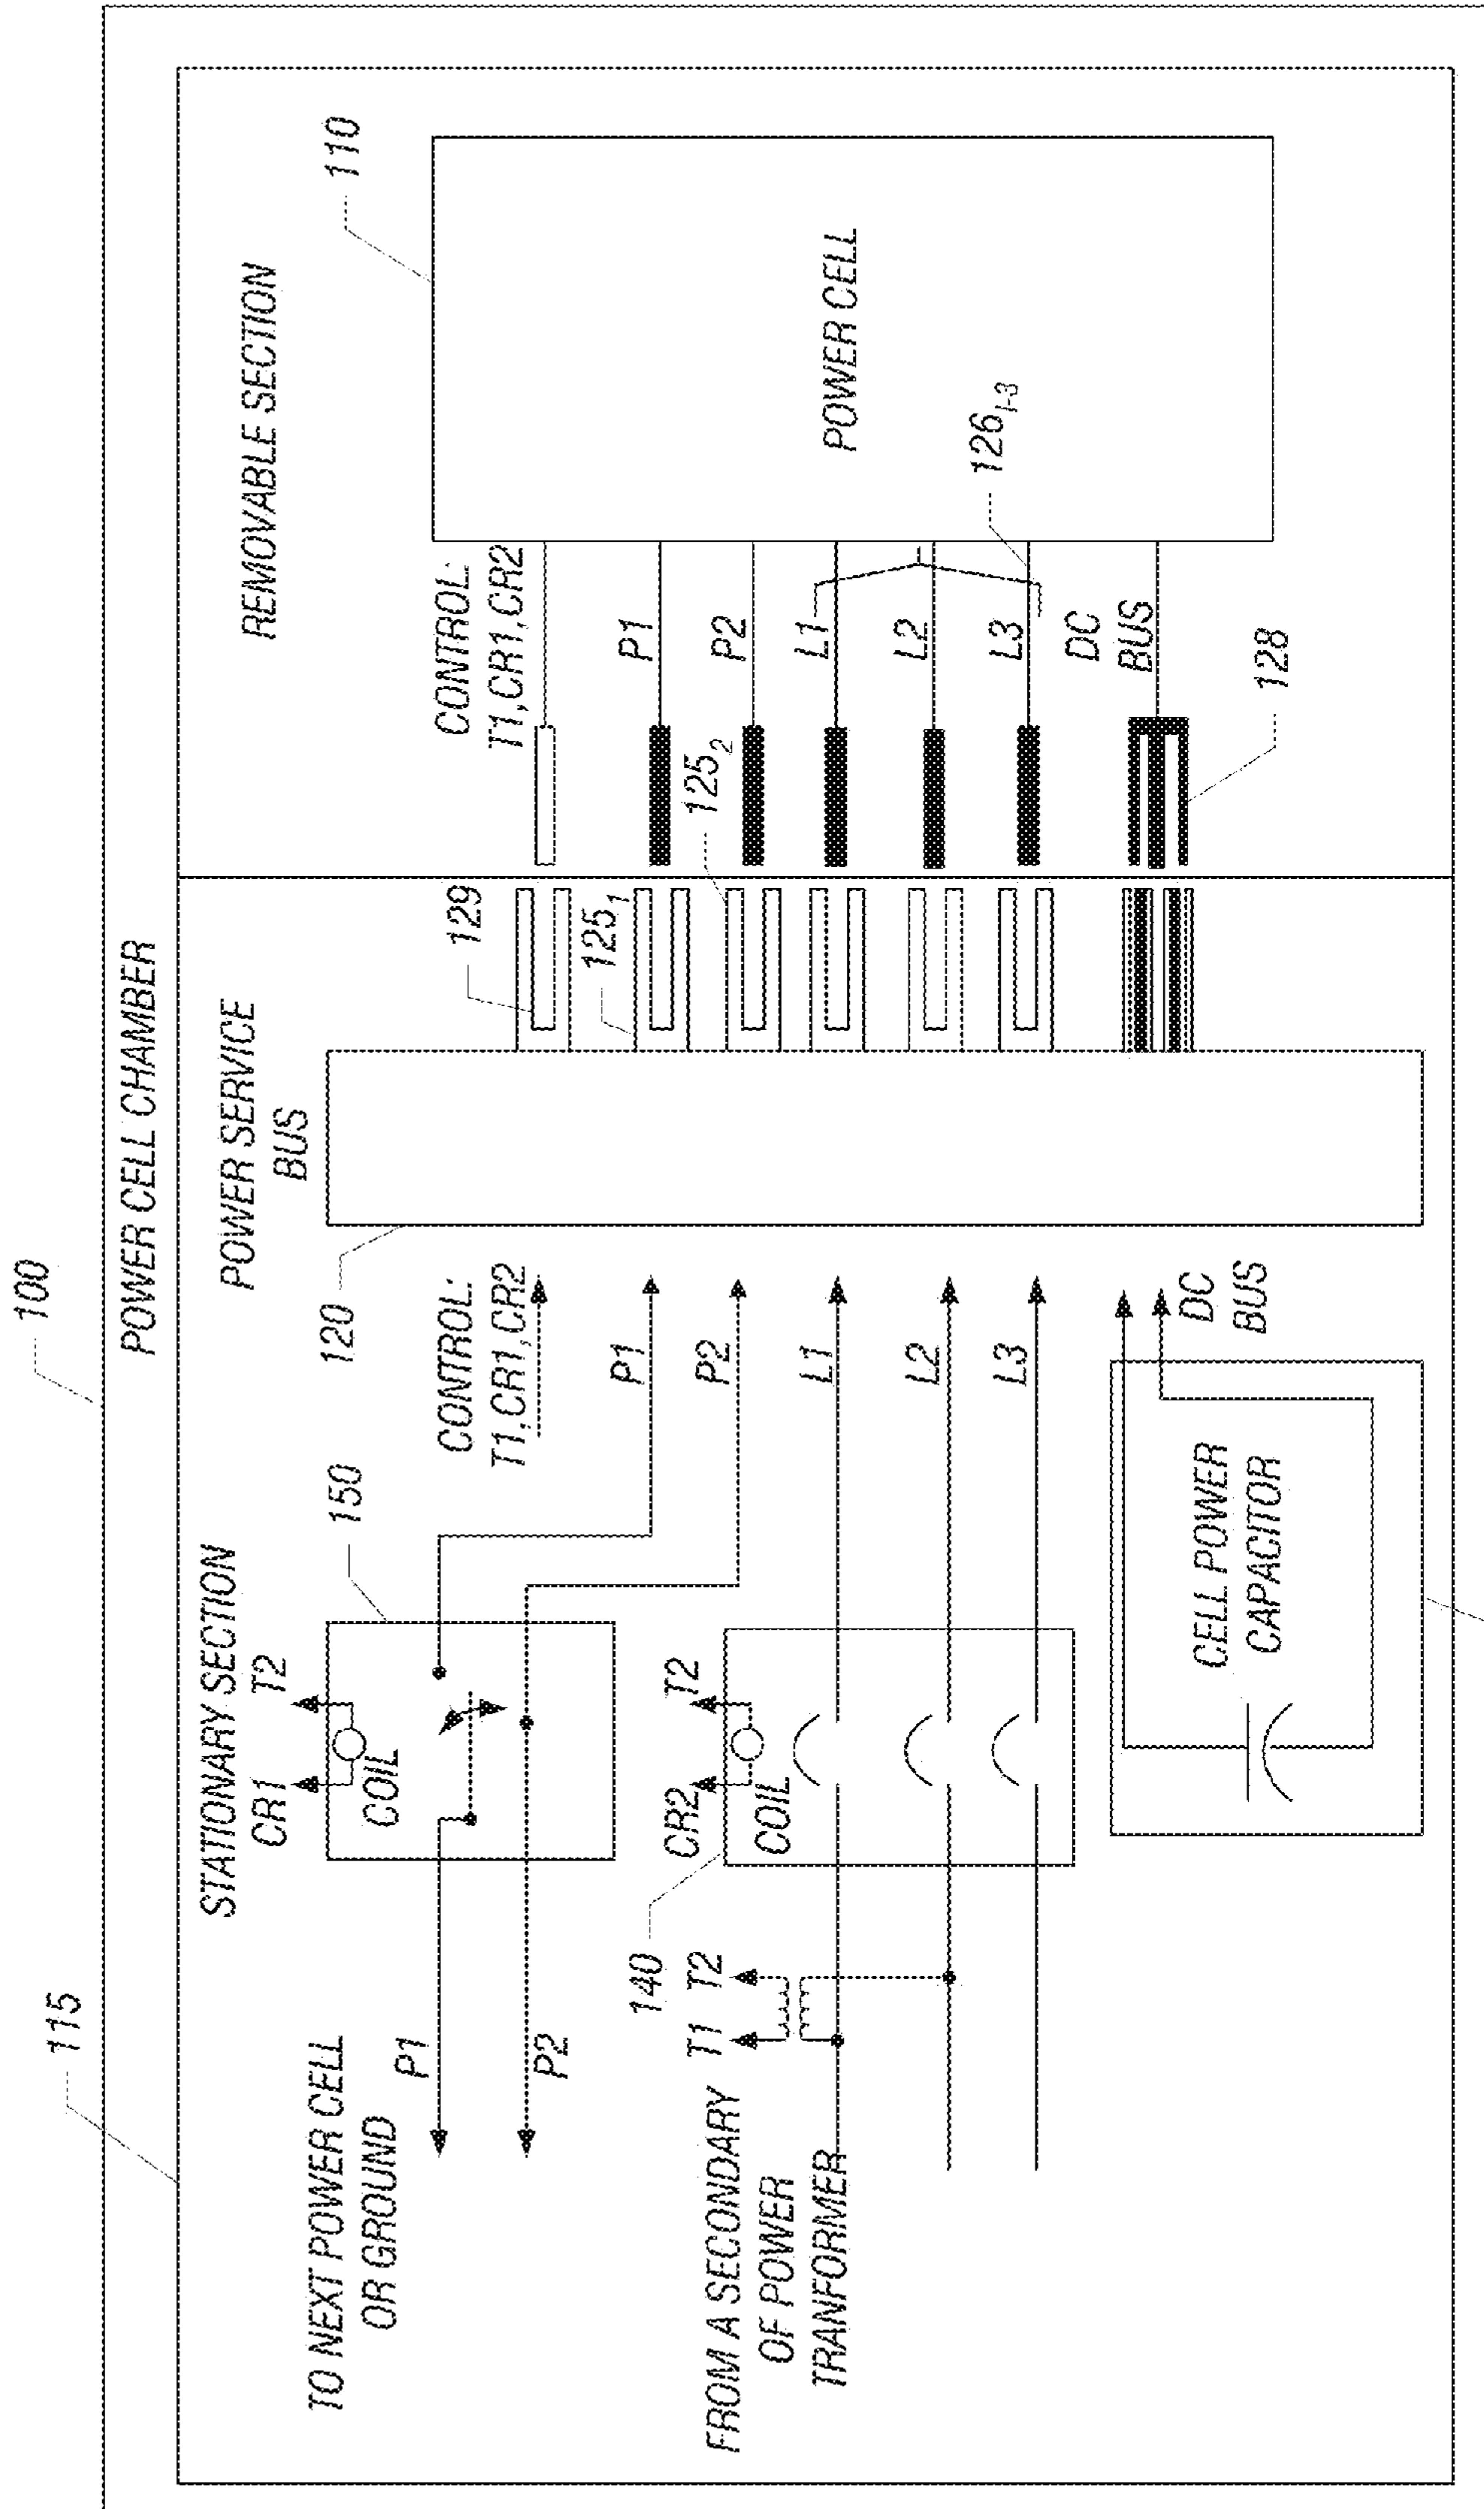 100
115
POWER CELL CHAMBER
STATIONARY SECTION
POWER SERVICE
BUS
REMOVABLE SECTION
CR1 T2
150
120
110
COIL
TO NEXT POWER CELL
OR GROUND
P1
P2
CONTROL:
T1,CR1,CR2
P1
P2
129
125₁
125₂
CONTROL:
T1,CR1,CR2
P1
P2
L1
L2
L3
DC
BUS
POWER CELL
126₁₋₃
128
140
CR2 T2
COIL
T1 T2
FROM A SECONDARY
OF POWER
TRANFORMER
L1
L2
L3
DC
BUS
CELL POWER
CAPACITOR